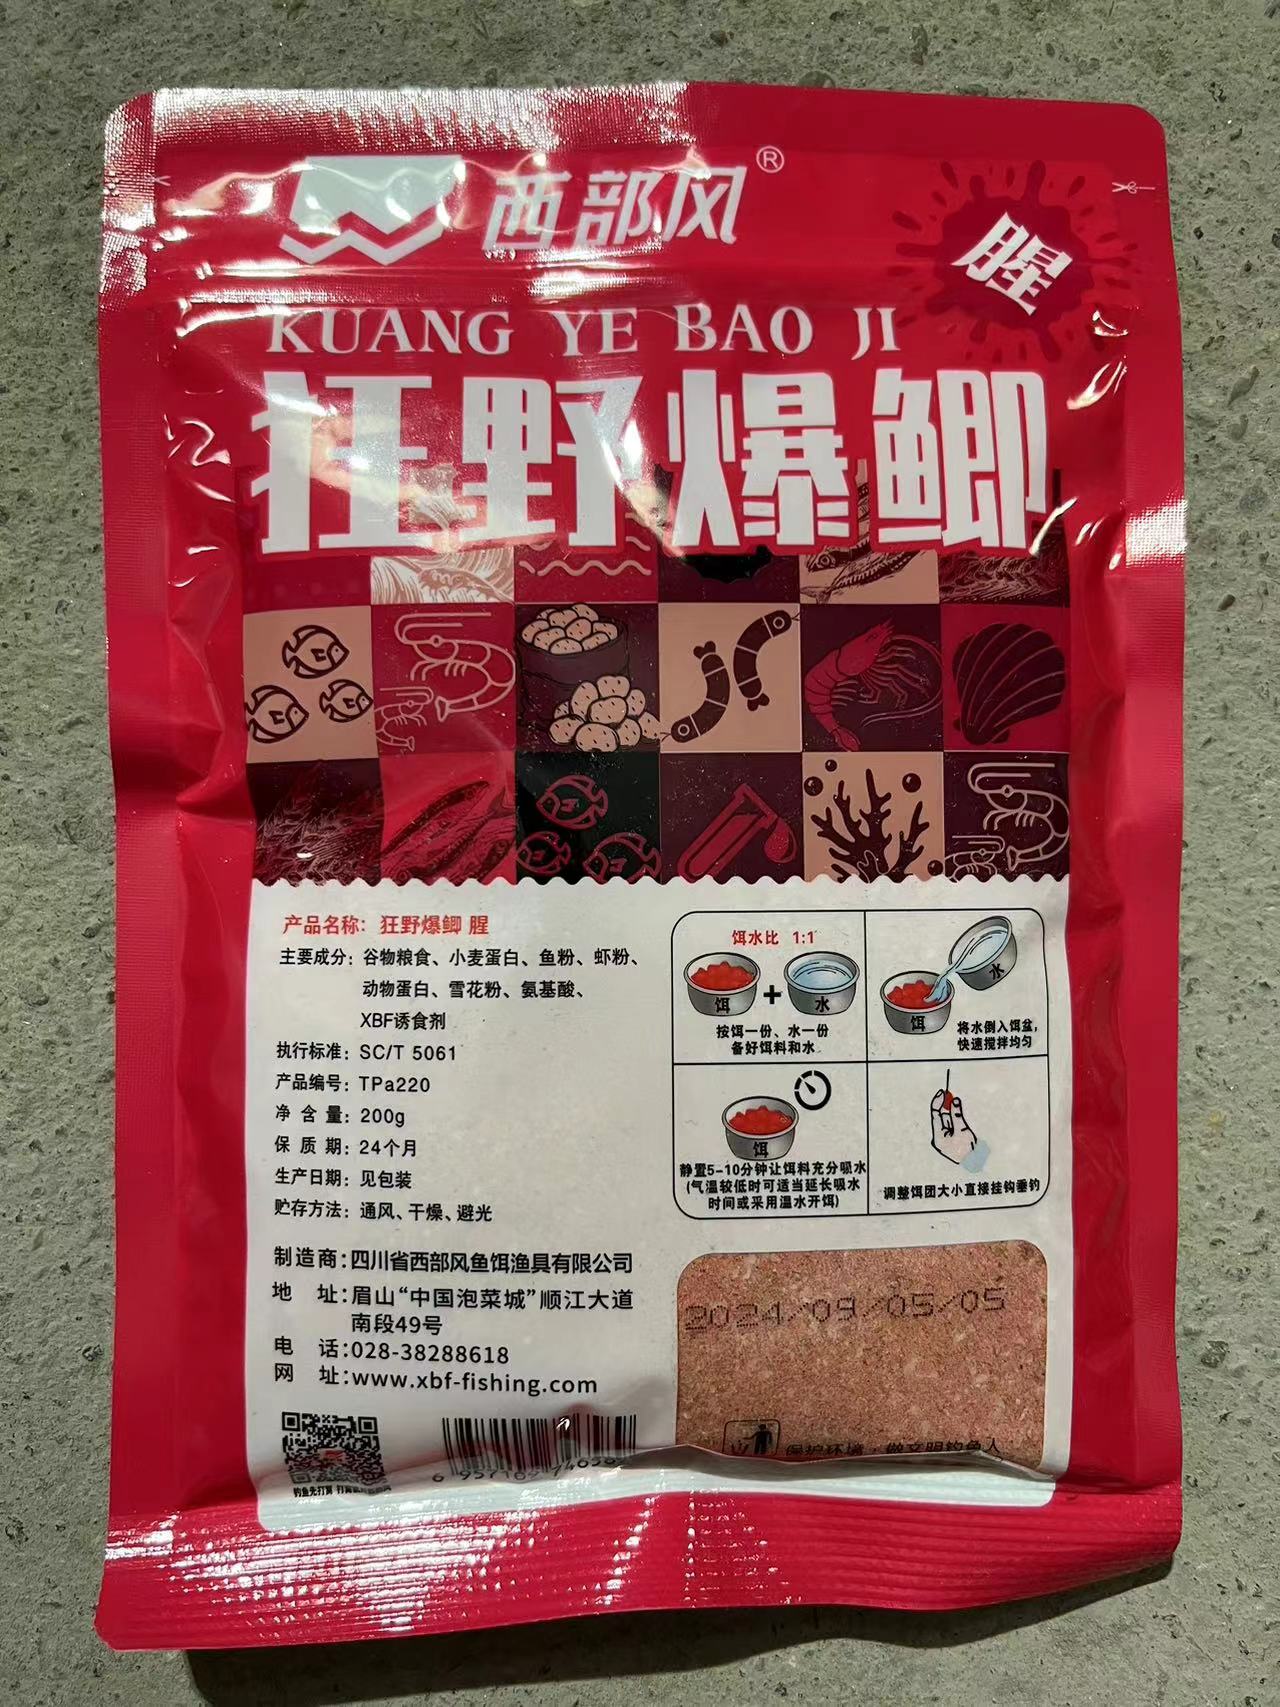 西部风®
腥
KUANG YE BAO JI
狂野爆鲫
产品名称：狂野爆鲫 腥
主要成分：谷物粮食、小麦蛋白、鱼粉、虾粉、
动物蛋白、雪花粉、氨基酸、
XBF诱食剂
执行标准：SC/T 5061
产品编号：TPa220
净 含 量：200g
保 质 期：24个月
生产日期：见包装
贮存方法：通风、干燥、避光
制造商：四川省西部风鱼饵渔具有限公司
地 址：眉山“中国泡菜城”顺江大道
南段49号
电 话：028-38288618
网 址：www.xbf-fishing.com
钓鱼先打窝
饵水比 1:1
饵
水
按饵一份、水一份
备好饵料和水
水
饵
将水倒入饵盆，
快速搅拌均匀
饵
静置5-10分钟让饵料充分吸水
(气温较低时可适当延长吸水
时间或采用温水开饵)
调整饵团大小直接挂钩垂钓
2024/09/05/05
保护环境，做文明钓鱼人